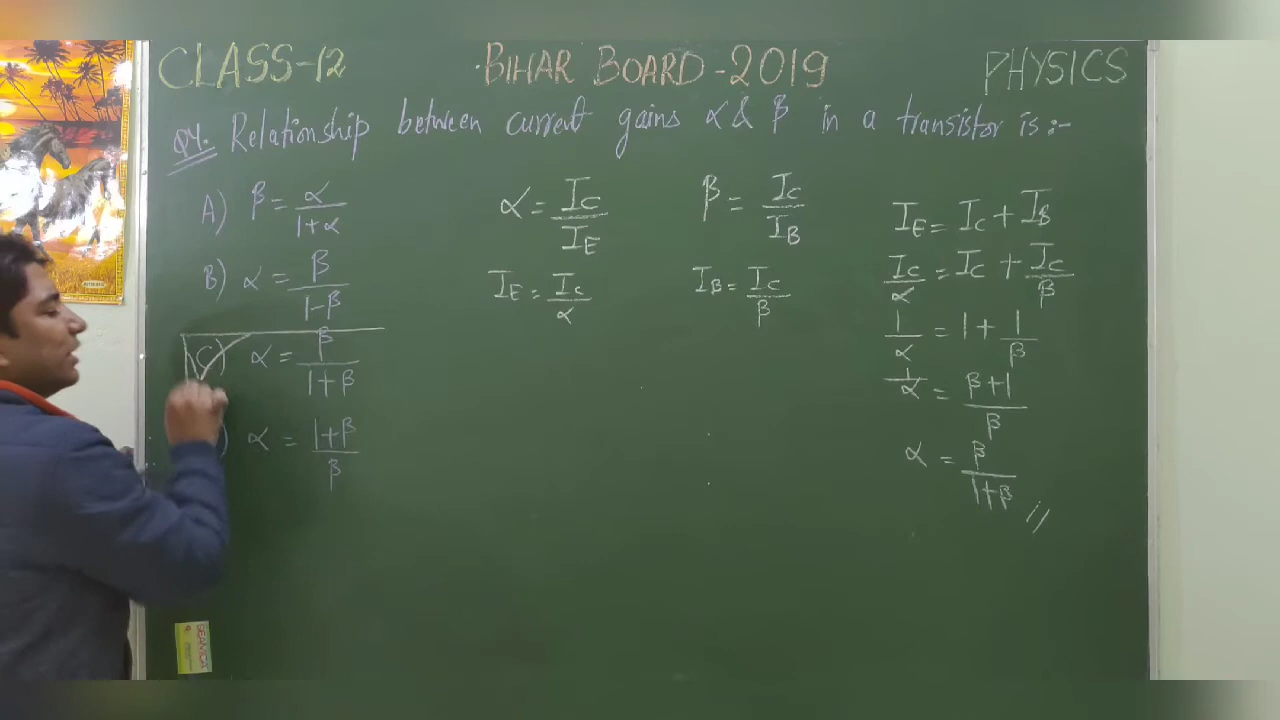 CLASS-12 BIHAR BOARD-2019 PHYSICS
Q4. Relationship between current gains α & β in a transistor is:-
A) β = α/(1+α)
B) α = β/(1-β)
C) α = β/(1+β)
) α = (1+β)/β
α = Ic/IE
IE = Ic/α
β = Ic/IB
IB = Ic/β
IE = Ic + IB
Ic/α = Ic + Ic/β
1/α = 1 + 1/β
1/α = (β+1)/β
α = β/(1+β) //